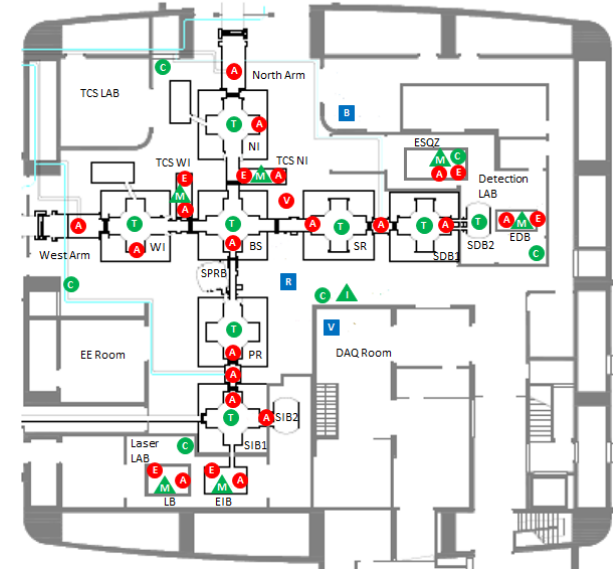 A
North Arm
C
TCS LAB
B
T
A
NI
ESQZ
M
C
A
E
TCS WI
TCS NI
E
E
M
A
M
A
Detection
LAB
V
A
T
A
WI
West Arm
T
A
BS
A
T
SR
A
T
A
SDB1
T
SDB2
A
M
E
EDB
C
SPRB
R
C
C
I
V
EE Room
T
A
PR
DAQ Room
A
A
T
A
SIB2
SIB1
Laser
LAB
C
E
M
A
LB
E
M
A
EIB